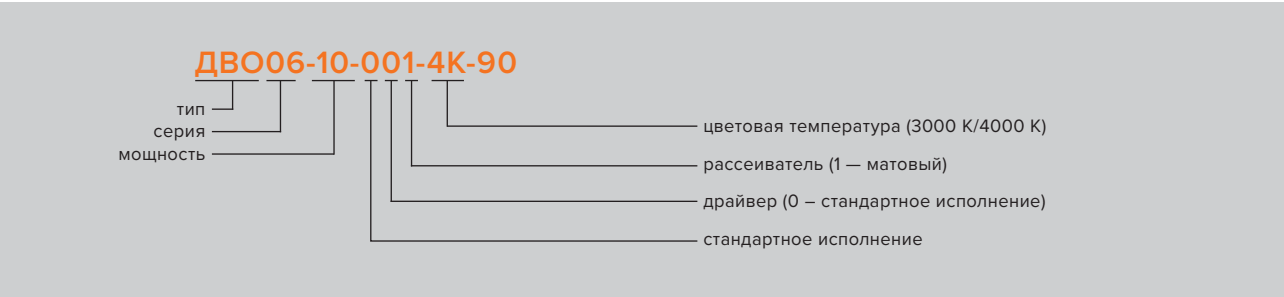 ДВО06-10-001-4К-90
тип
серия
мощность
цветовая температура (3000 К/4000 К)
рассеиватель (1 — матовый)
драйвер (0 – стандартное исполнение)
стандартное исполнение